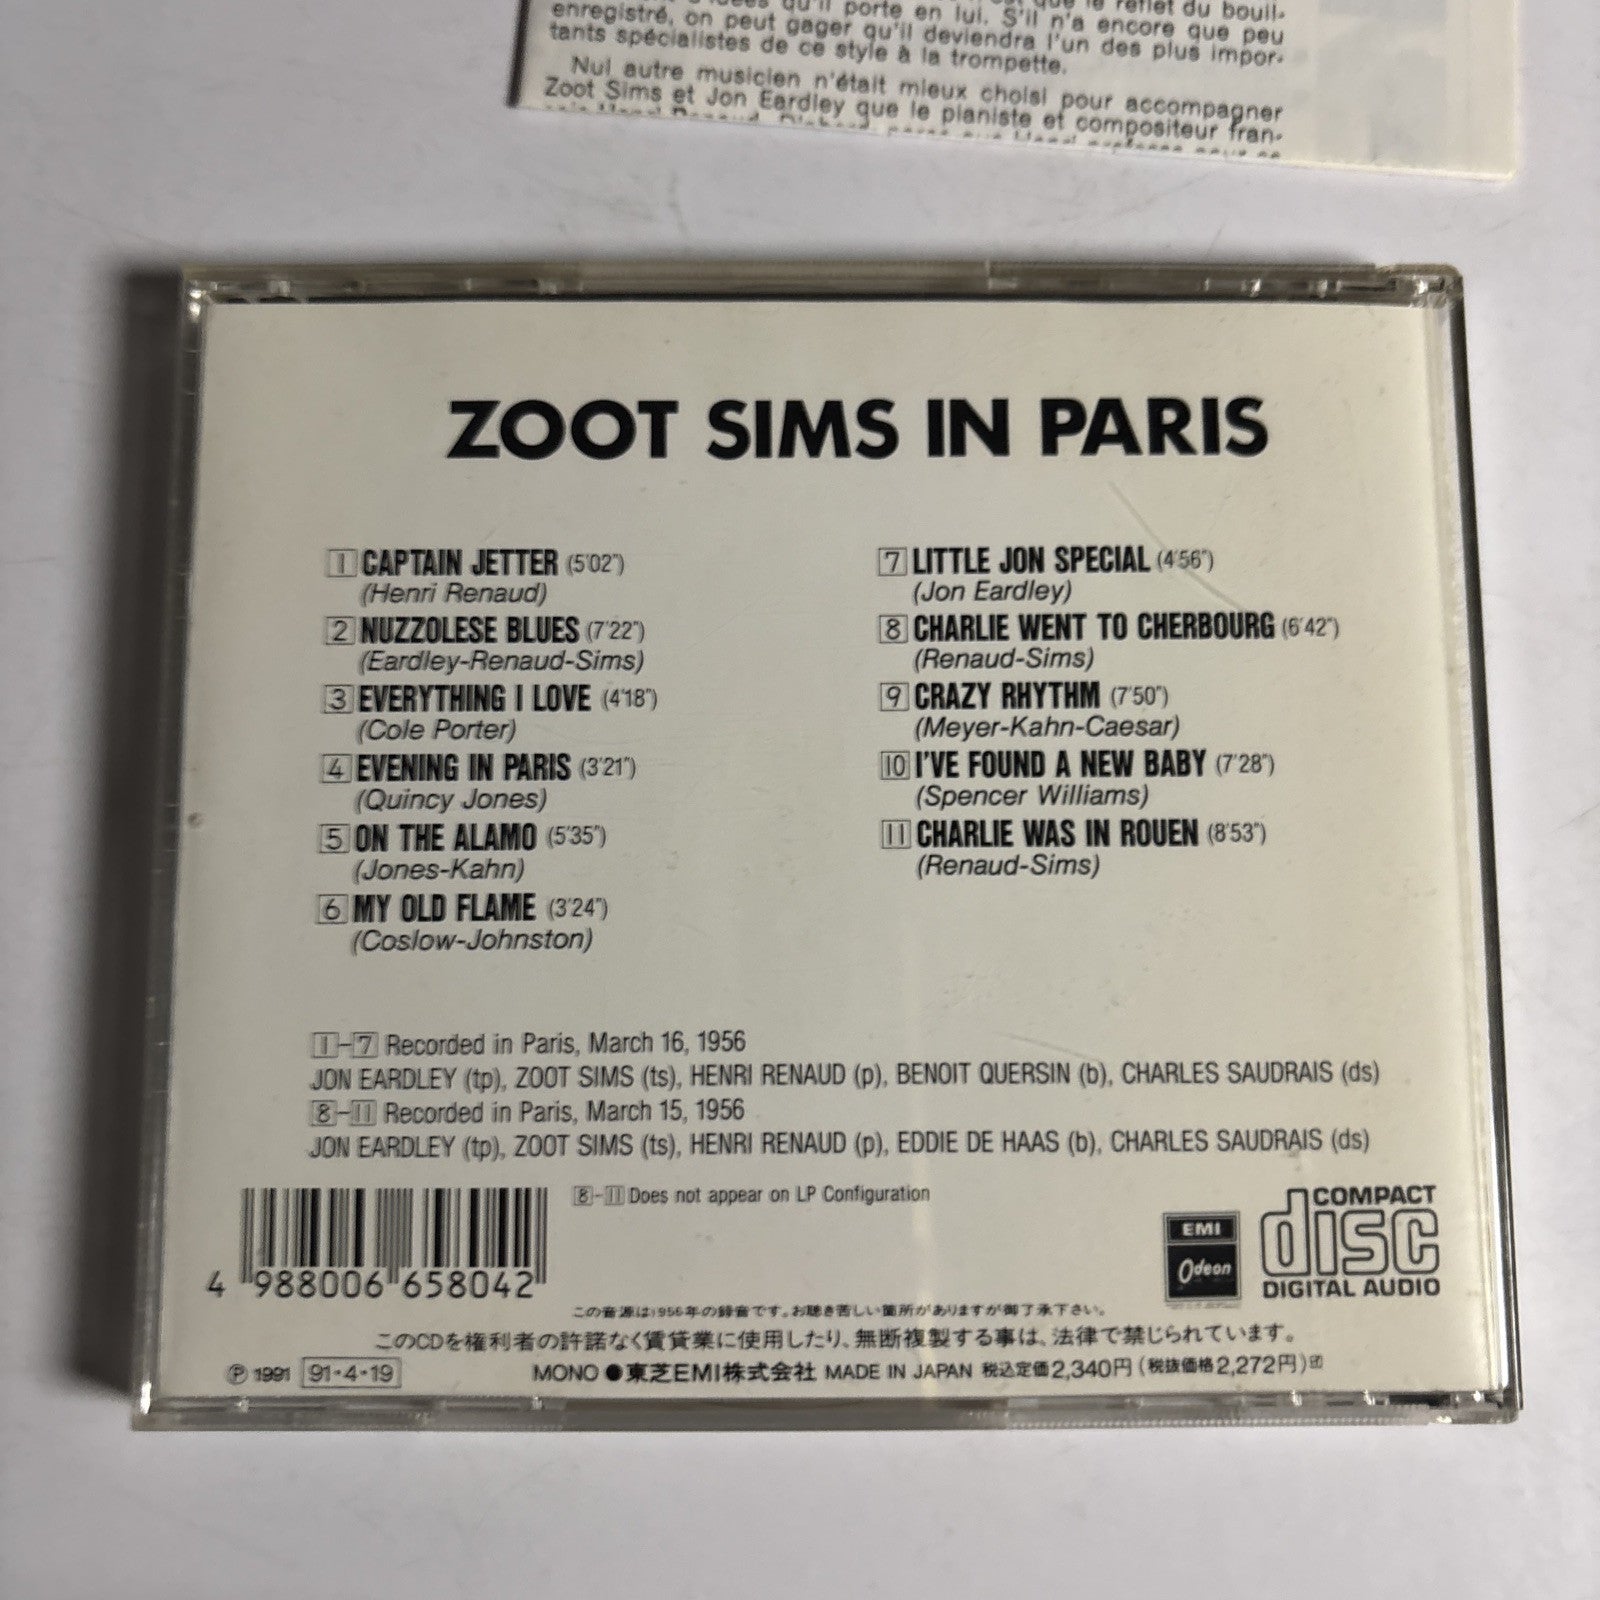 qu'il porte en lui. S'il n'a encore que peu
enregistré, on peut gager qu'il deviendra l'un des plus impor-
tants spécialistes de ce style à la trompette.
Nul autre musicien n'était mieux choisi pour accompagner
Zoot Sims et Jon Eardley que le pianiste et compositeur fran-
ZOOT SIMS IN PARIS
1 CAPTAIN JETTER (5'02")
(Henri Renaud)
2 NUZZOLESE BLUES (7'22")
(Eardley-Renaud-Sims)
3 EVERYTHING I LOVE (4'18")
(Cole Porter)
4 EVENING IN PARIS (3'21")
(Quincy Jones)
5 ON THE ALAMO (5'35")
(Jones-Kahn)
6 MY OLD FLAME (3'24")
(Coslow-Johnston)
7 LITTLE JON SPECIAL (4'56")
(Jon Eardley)
8 CHARLIE WENT TO CHERBOURG (6'42")
(Renaud-Sims)
9 CRAZY RHYTHM (7'50")
(Meyer-Kahn-Caesar)
10 I'VE FOUND A NEW BABY (7'28")
(Spencer Williams)
11 CHARLIE WAS IN ROUEN (8'53")
(Renaud-Sims)
1-7 Recorded in Paris, March 16, 1956
JON EARDLEY (tp), ZOOT SIMS (ts), HENRI RENAUD (p), BENOIT QUERSIN (b), CHARLES SAUDRAIS (ds)
8-11 Recorded in Paris, March 15, 1956
JON EARDLEY (tp), ZOOT SIMS (ts), HENRI RENAUD (p), EDDIE DE HAAS (b), CHARLES SAUDRAIS (ds)
8-11 Does not appear on LP Configuration
4 988006 658042
EMI
Odeon
COMPACT
disc
DIGITAL AUDIO
この音源は1956年の録音です。お聴き苦しい箇所がありますが御了承下さい。
このCDを権利者の許諾なく賃貸業に使用したり、無断複製する事は、法律で禁じられています。
Ⓟ 1991 91・4・19 MONO ●東芝EMI株式会社 MADE IN JAPAN 税込定価2,340円(税抜価格2,272円)